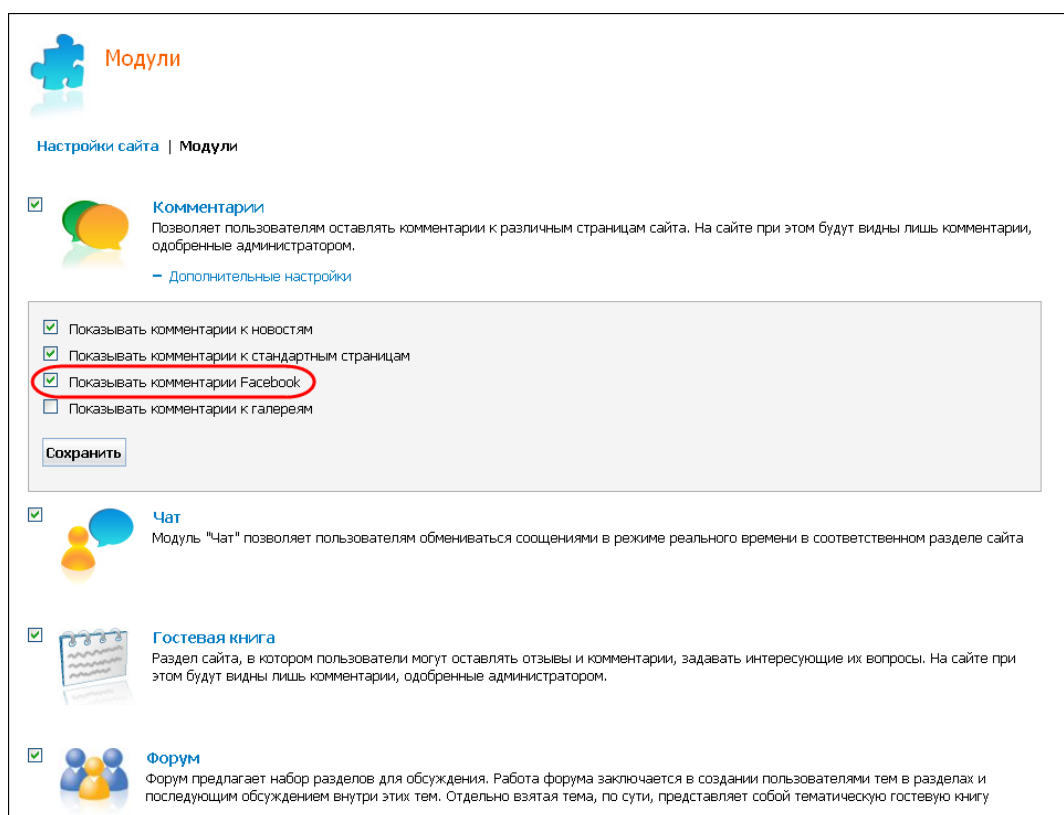 Модули
Настройки сайта | Модули
Комментарии
Позволяет пользователям оставлять комментарии к различным страницам сайта. На сайте при этом будут видны лишь комментарии,
одобренные администратором.
− Дополнительные настройки
Показывать комментарии к новостям
Показывать комментарии к стандартным страницам
Показывать комментарии Facebook
Показывать комментарии к галереям
Сохранить
Чат
Модуль "Чат" позволяет пользователям обмениваться соощениями в режиме реального времени в соответственном разделе сайта
Гостевая книга
Раздел сайта, в котором пользователи могут оставлять отзывы и комментарии, задавать интересующие их вопросы. На сайте при
этом будут видны лишь комментарии, одобренные администратором.
Форум
Форум предлагает набор разделов для обсуждения. Работа форума заключается в создании пользователями тем в разделах и
последующим обсуждением внутри этих тем. Отдельно взятая тема, по сути, представляет собой тематическую гостевую книгу